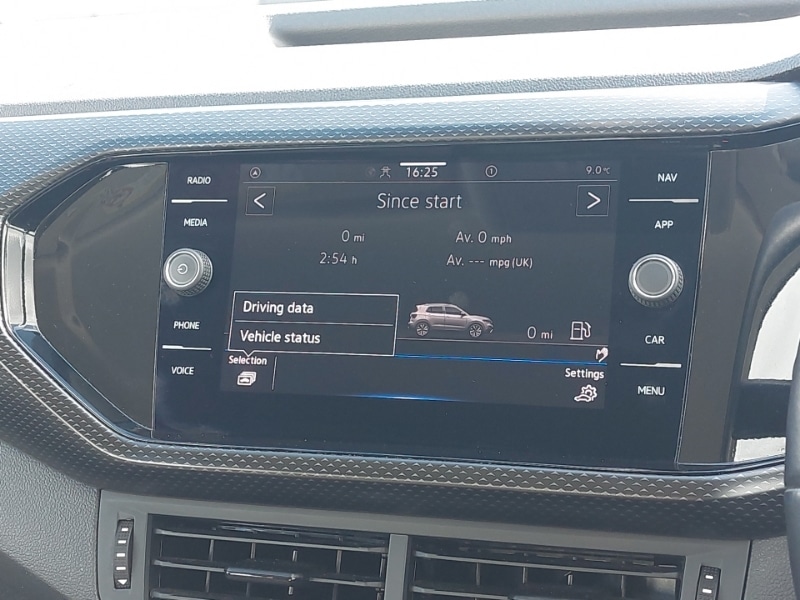 RADIO
MEDIA
PHONE
VOICE
16:25
1
9.0°C
< Since start >
0 mi
Av. 0 mph
2:54 h
Av. --- mpg (UK)
Driving data
Vehicle status
0 mi
Selection
Settings
NAV
APP
CAR
MENU